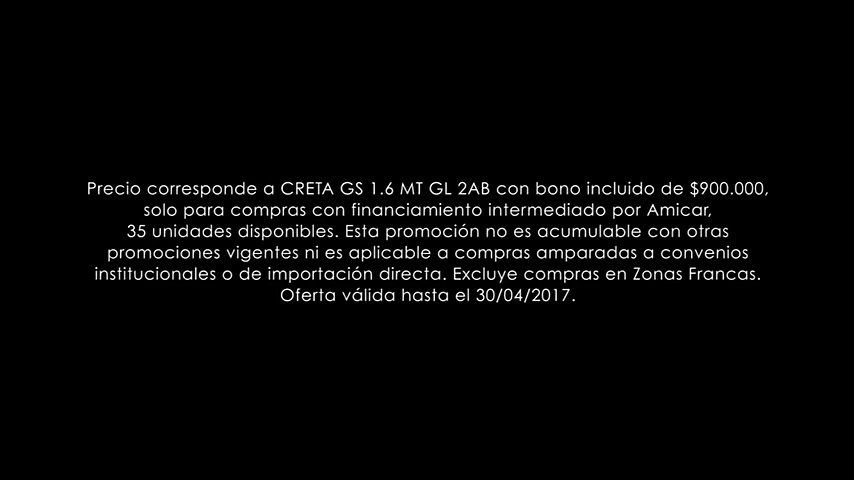 Precio corresponde a CRETA GS 1.6 MT GL 2AB con bono incluido de $900.000,
solo para compras con financiamiento intermediado por Amicar,
35 unidades disponibles. Esta promoción no es acumulable con otras
promociones vigentes ni es aplicable a compras amparadas a convenios
institucionales o de importación directa. Excluye compras en Zonas Francas.
Oferta válida hasta el 30/04/2017.